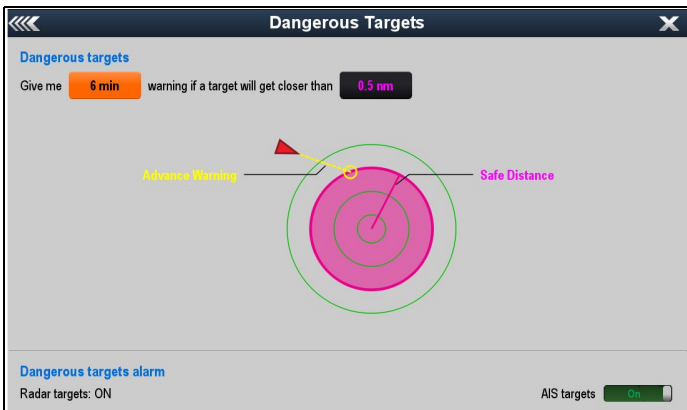 Dangerous Targets
Dangerous targets
Give me 6 min warning if a target will get closer than 0.5 nm
Advance Warning
Safe Distance
Dangerous targets alarm
Radar targets: ON
AIS targets On